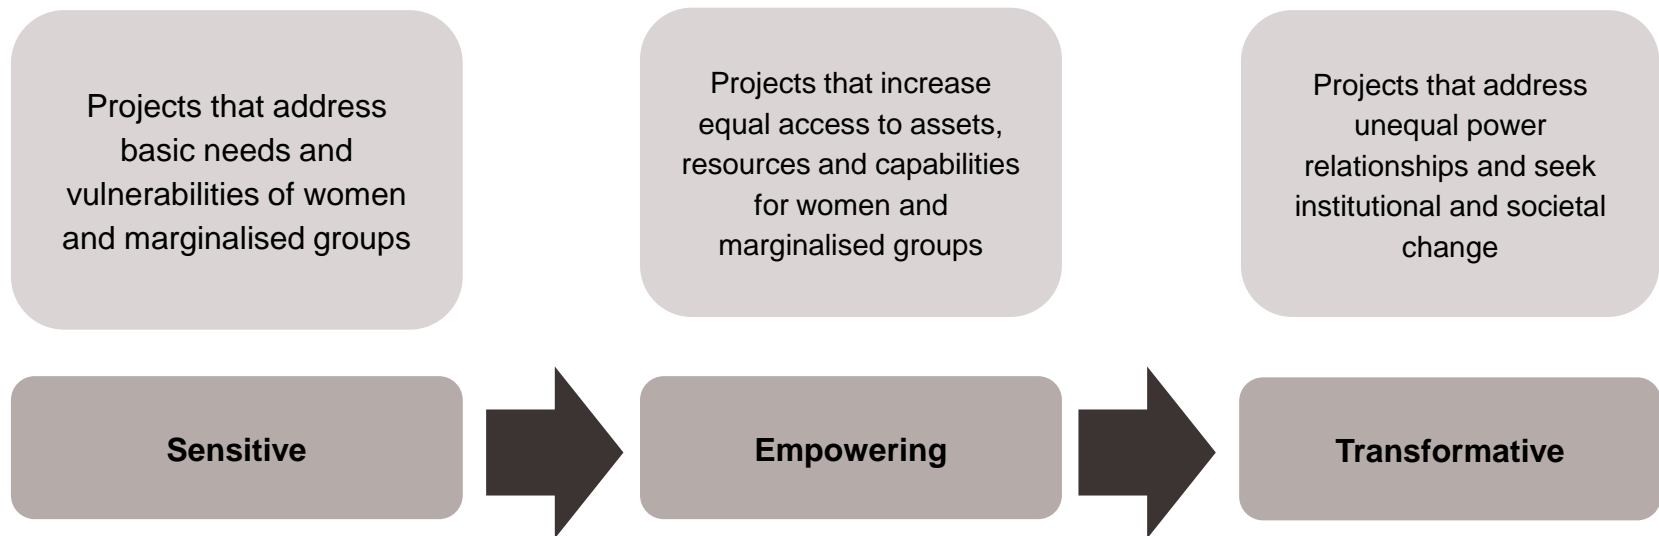 Projects that address
basic needs and
vulnerabilities of women
and marginalised groups
Projects that increase
equal access to assets,
resources and capabilities
for women and
marginalised groups
Projects that address
unequal power
relationships and seek
institutional and societal
change
Sensitive
Empowering
Transformative